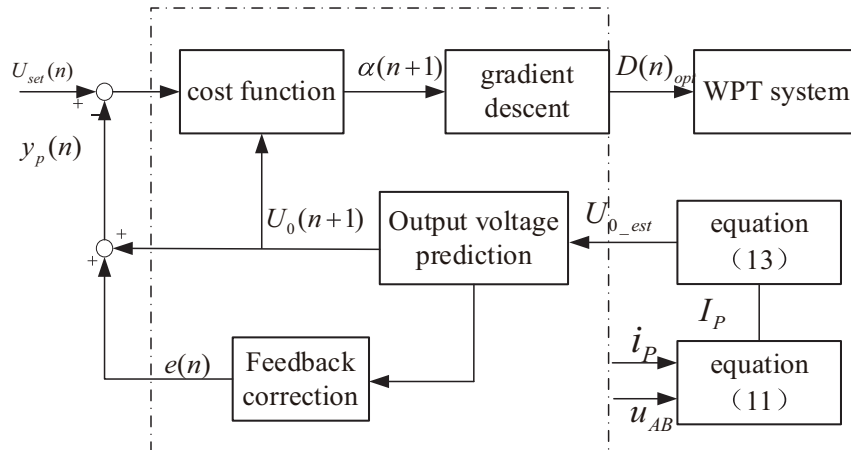 U_set(n)
+
−
y_p(n)
cost function
α(n+1)
gradient
descent
D(n)_opt
WPT system
U_0(n+1)
+
+
Output voltage
prediction
U_0_est
equation
（13）
I_P
i_P
u_AB
equation
（11）
e(n)
Feedback
correction